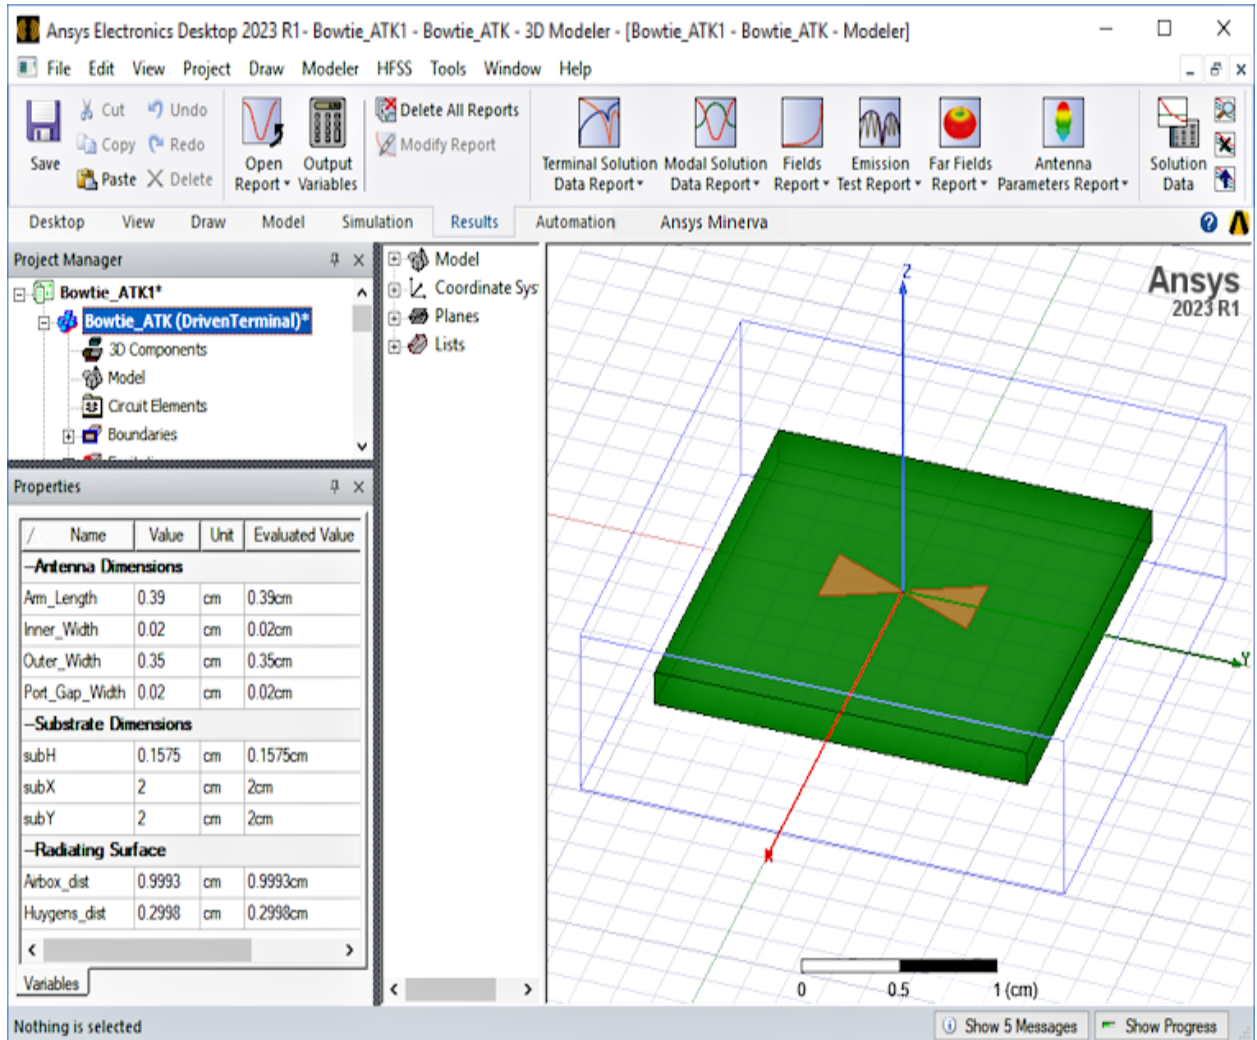 Ansys Electronics Desktop 2023 R1 - Bowtie_ATK1 - Bowtie_ATK - 3D Modeler - [Bowtie_ATK1 - Bowtie_ATK - Modeler]
File Edit View Project Draw Modeler HFSS Tools Window Help
Save
Cut
Copy
Paste
Undo
Redo
Delete
Open Report
Output Variables
Delete All Reports
Modify Report
Terminal Solution Data Report
Modal Solution Data Report
Fields Report
Emission Test Report
Far Fields Report
Antenna Parameters Report
Solution Data
Desktop View Draw Model Simulation Results Automation Ansys Minerva
Project Manager
Bowtie_ATK1*
Bowtie_ATK (DrivenTerminal)*
3D Components
Model
Circuit Elements
Boundaries
Properties
/ Name Value Unit Evaluated Value
–Antenna Dimensions
Arm_Length 0.39 cm 0.39cm
Inner_Width 0.02 cm 0.02cm
Outer_Width 0.35 cm 0.35cm
Port_Gap_Width 0.02 cm 0.02cm
–Substrate Dimensions
subH 0.1575 cm 0.1575cm
subX 2 cm 2cm
subY 2 cm 2cm
–Radiating Surface
Airbox_dist 0.9993 cm 0.9993cm
Huygens_dist 0.2998 cm 0.2998cm
Variables
Model
Coordinate Sys
Planes
Lists
Ansys
2023 R1
Z
Y
X
0 0.5 1 (cm)
Nothing is selected
Show 5 Messages
Show Progress